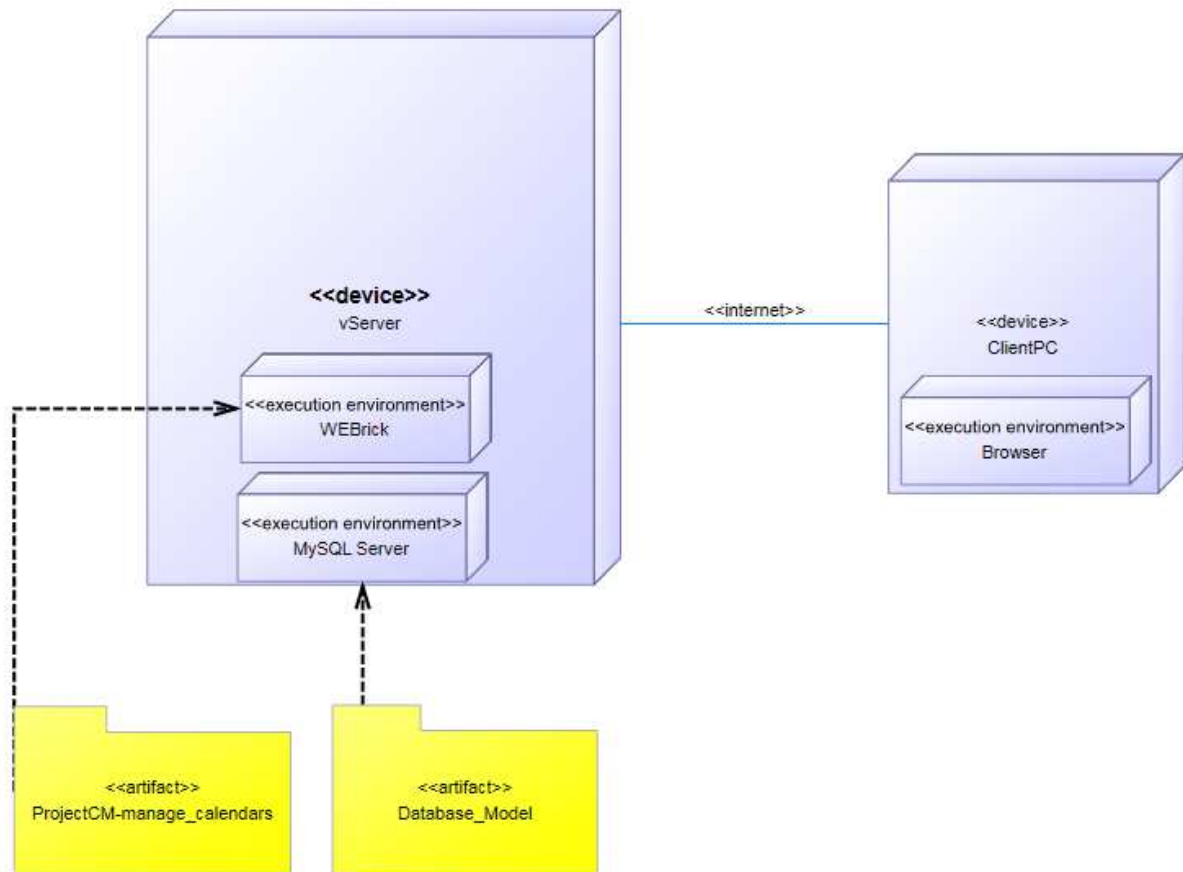 <<device>>
vServer
<<execution environment>>
WEBrick
<<execution environment>>
MySQL Server
<<internet>>
<<device>>
ClientPC
<<execution environment>>
Browser
<<artifact>>
ProjectCM-manage_calendars
<<artifact>>
Database_Model